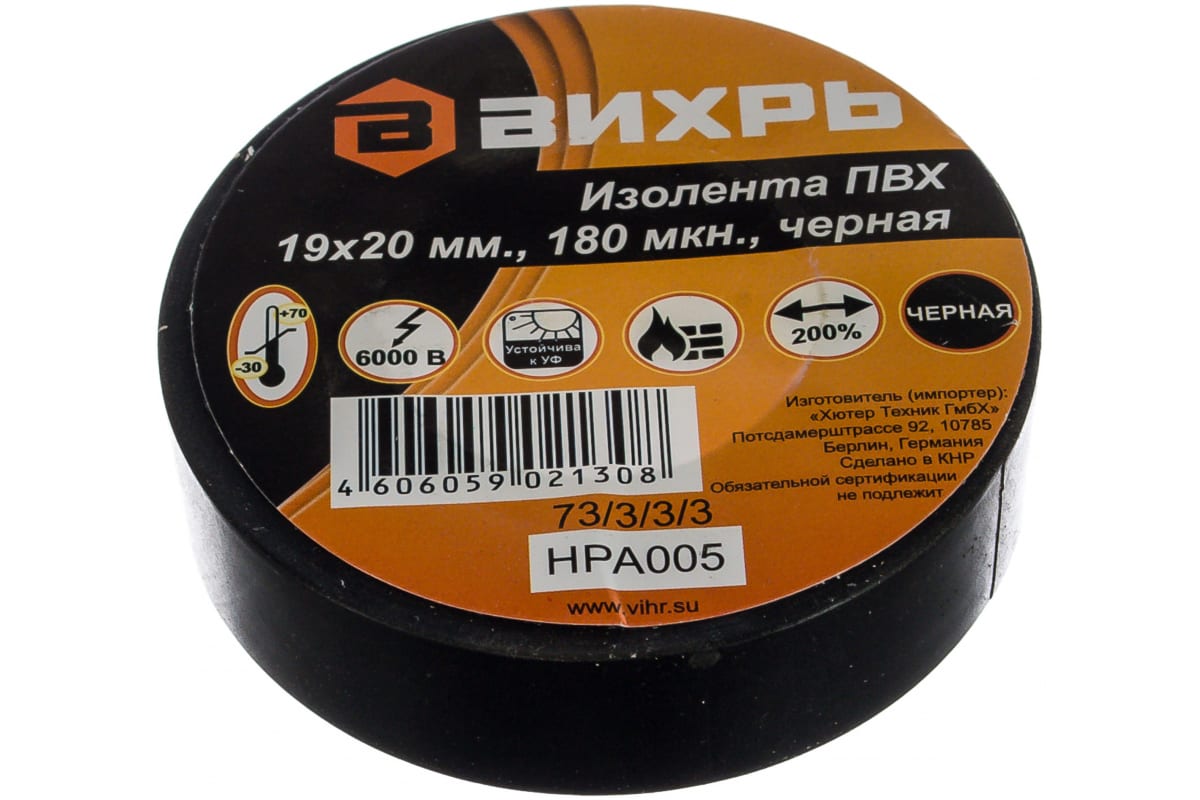 В ВИХРЬ
Изолента ПВХ
19х20 мм., 180 мкн., черная
+70
-30
6000 В
Устойчива
к УФ
200%
ЧЕРНАЯ
Изготовитель (импортер):
«Хютер Техник ГмбХ»
Потсдамерштрассе 92, 10785
Берлин, Германия
Сделано в КНР
Обязательной сертификации
не подлежит
4 606059 021308
73/3/3/3
HPA005
www.vihr.su